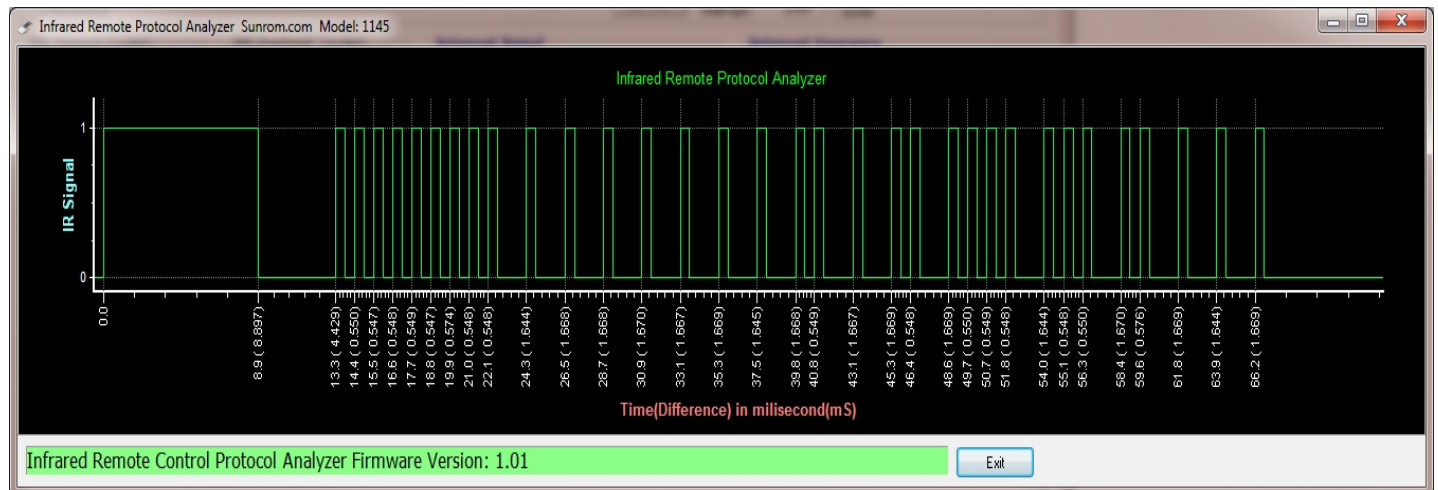 Infrared Remote Protocol Analyzer Sunrom.com Model: 1145
Infrared Remote Protocol Analyzer
IR Signal
1
0
0.0
8.9 ( 8.897)
13.3 ( 4.429)
14.4 ( 0.550)
15.5 ( 0.547)
16.6 ( 0.548)
17.7 ( 0.549)
18.8 ( 0.547)
19.9 ( 0.574)
21.0 ( 0.548)
22.1 ( 0.548)
24.3 ( 1.644)
26.5 ( 1.668)
28.7 ( 1.668)
30.9 ( 1.670)
33.1 ( 1.667)
35.3 ( 1.669)
37.5 ( 1.645)
39.8 ( 1.668)
40.8 ( 0.549)
43.1 ( 1.667)
45.3 ( 1.669)
46.4 ( 0.548)
48.6 ( 1.669)
49.7 ( 0.550)
50.7 ( 0.549)
51.8 ( 0.548)
54.0 ( 1.644)
55.1 ( 0.548)
56.3 ( 0.550)
58.4 ( 1.670)
59.6 ( 0.576)
61.8 ( 1.669)
63.9 ( 1.644)
66.2 ( 1.669)
Time(Difference) in milisecond(mS)
Infrared Remote Control Protocol Analyzer Firmware Version: 1.01
Exit